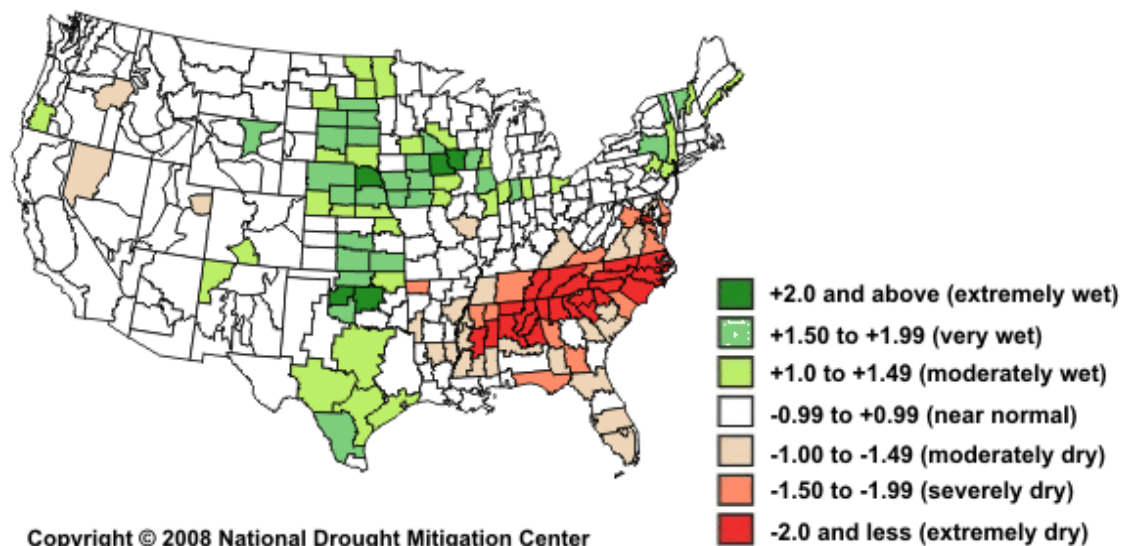 +2.0 and above (extremely wet)
+1.50 to +1.99 (very wet)
+1.0 to +1.49 (moderately wet)
-0.99 to +0.99 (near normal)
-1.00 to -1.49 (moderately dry)
-1.50 to -1.99 (severely dry)
-2.0 and less (extremely dry)
Copyright © 2008 National Drought Mitigation Center